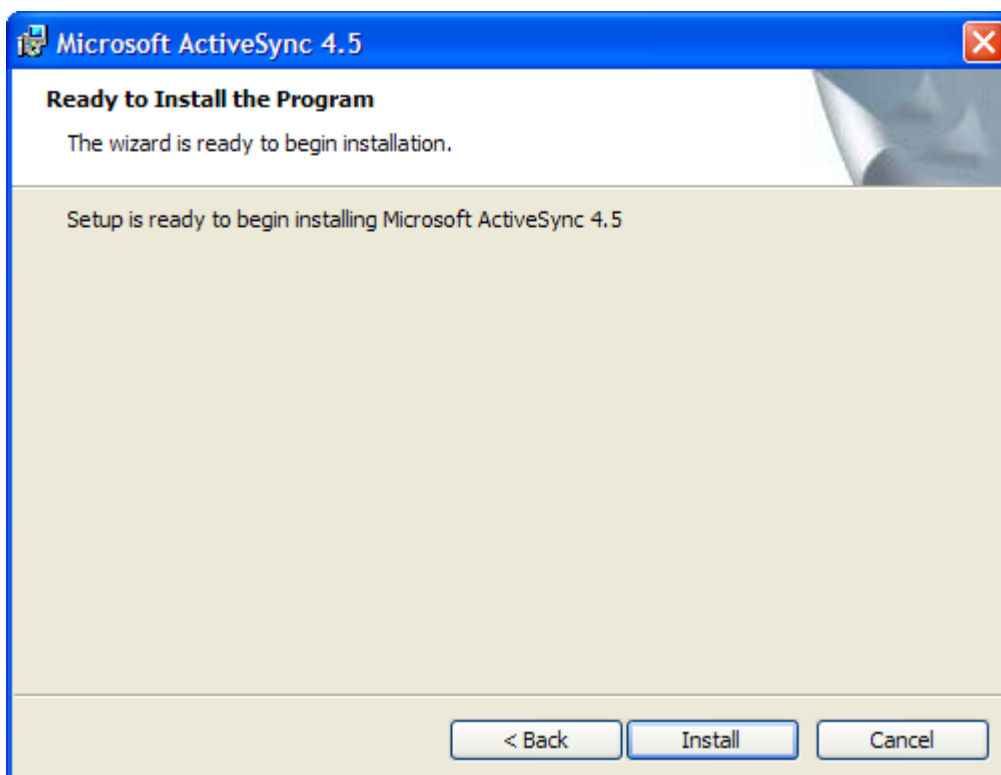 Microsoft ActiveSync 4.5
Ready to Install the Program
The wizard is ready to begin installation.
Setup is ready to begin installing Microsoft ActiveSync 4.5
< Back Install Cancel